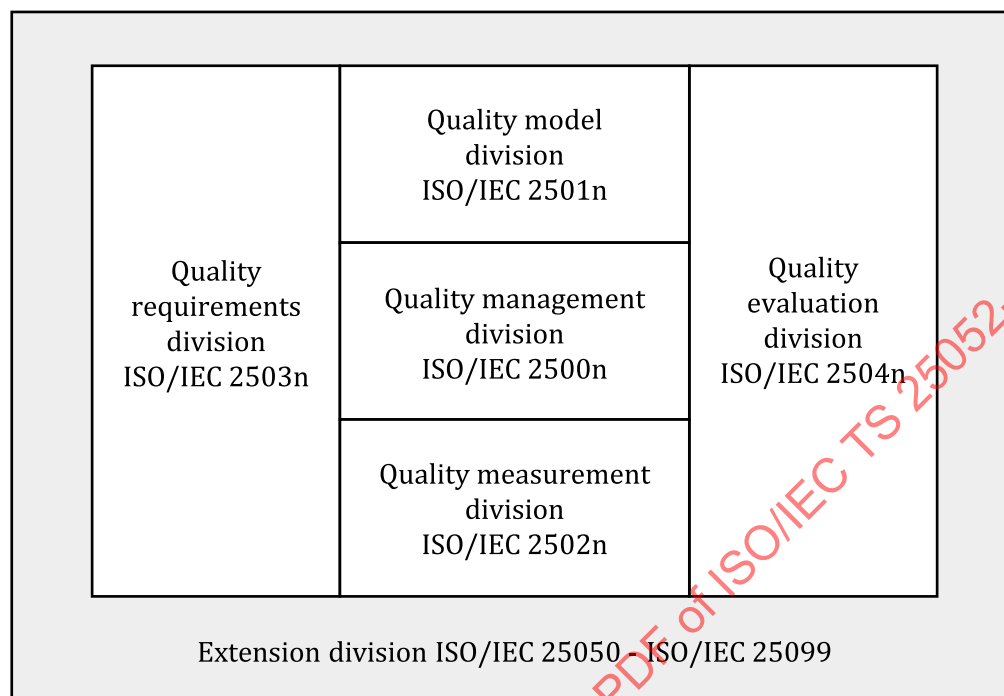 Quality model
division
ISO/IEC 2501n
Quality
requirements
division
ISO/IEC 2503n
Quality management
division
ISO/IEC 2500n
Quality
evaluation
division
ISO/IEC 2504n
Quality measurement
division
ISO/IEC 2502n
Extension division ISO/IEC 25050 - ISO/IEC 25099
PDF of ISO/IEC TS 25052-